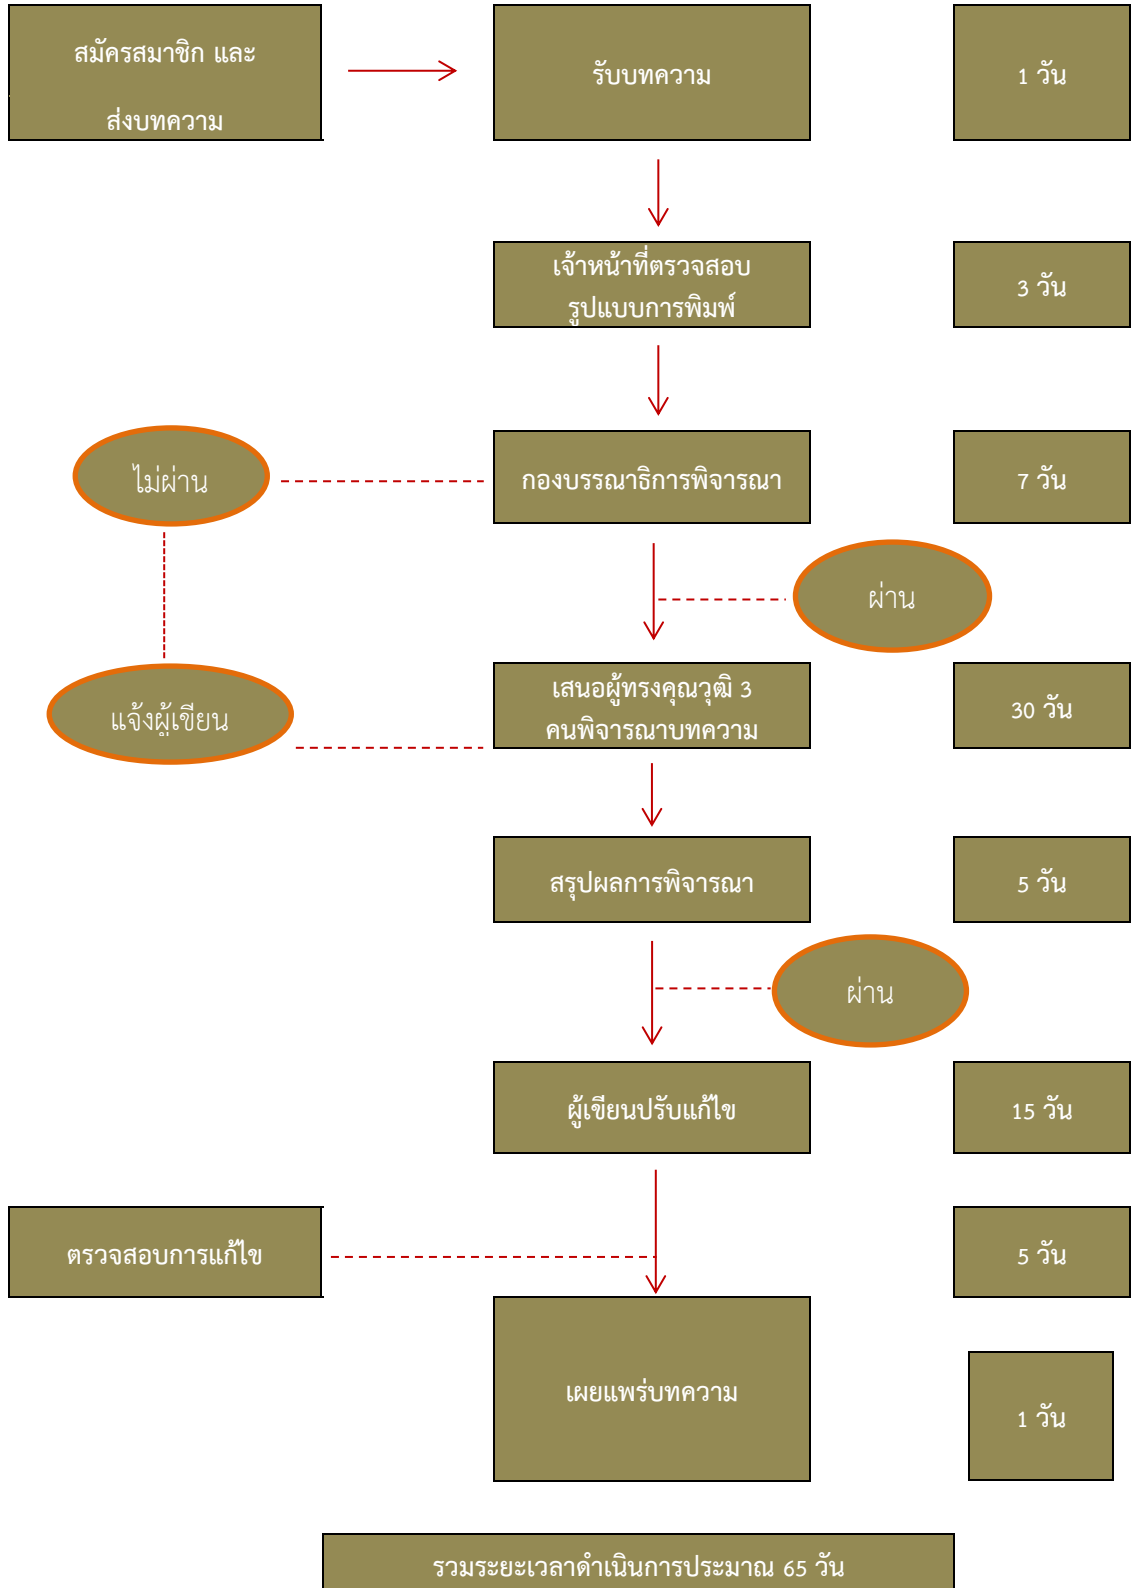 สมัครสมาชิก และ
ส่งบทความ
รับบทความ
1 วัน
เจ้าหน้าที่ตรวจสอบ
รูปแบบการพิมพ์
3 วัน
ไม่ผ่าน
กองบรรณาธิการพิจารณา
7 วัน
ผ่าน
แจ้งผู้เขียน
เสนอผู้ทรงคุณวุฒิ 3
คนพิจารณาบทความ
30 วัน
สรุปผลการพิจารณา
5 วัน
ผ่าน
ผู้เขียนปรับแก้ไข
15 วัน
ตรวจสอบการแก้ไข
5 วัน
เผยแพร่บทความ
1 วัน
รวมระยะเวลาดำเนินการประมาณ 65 วัน